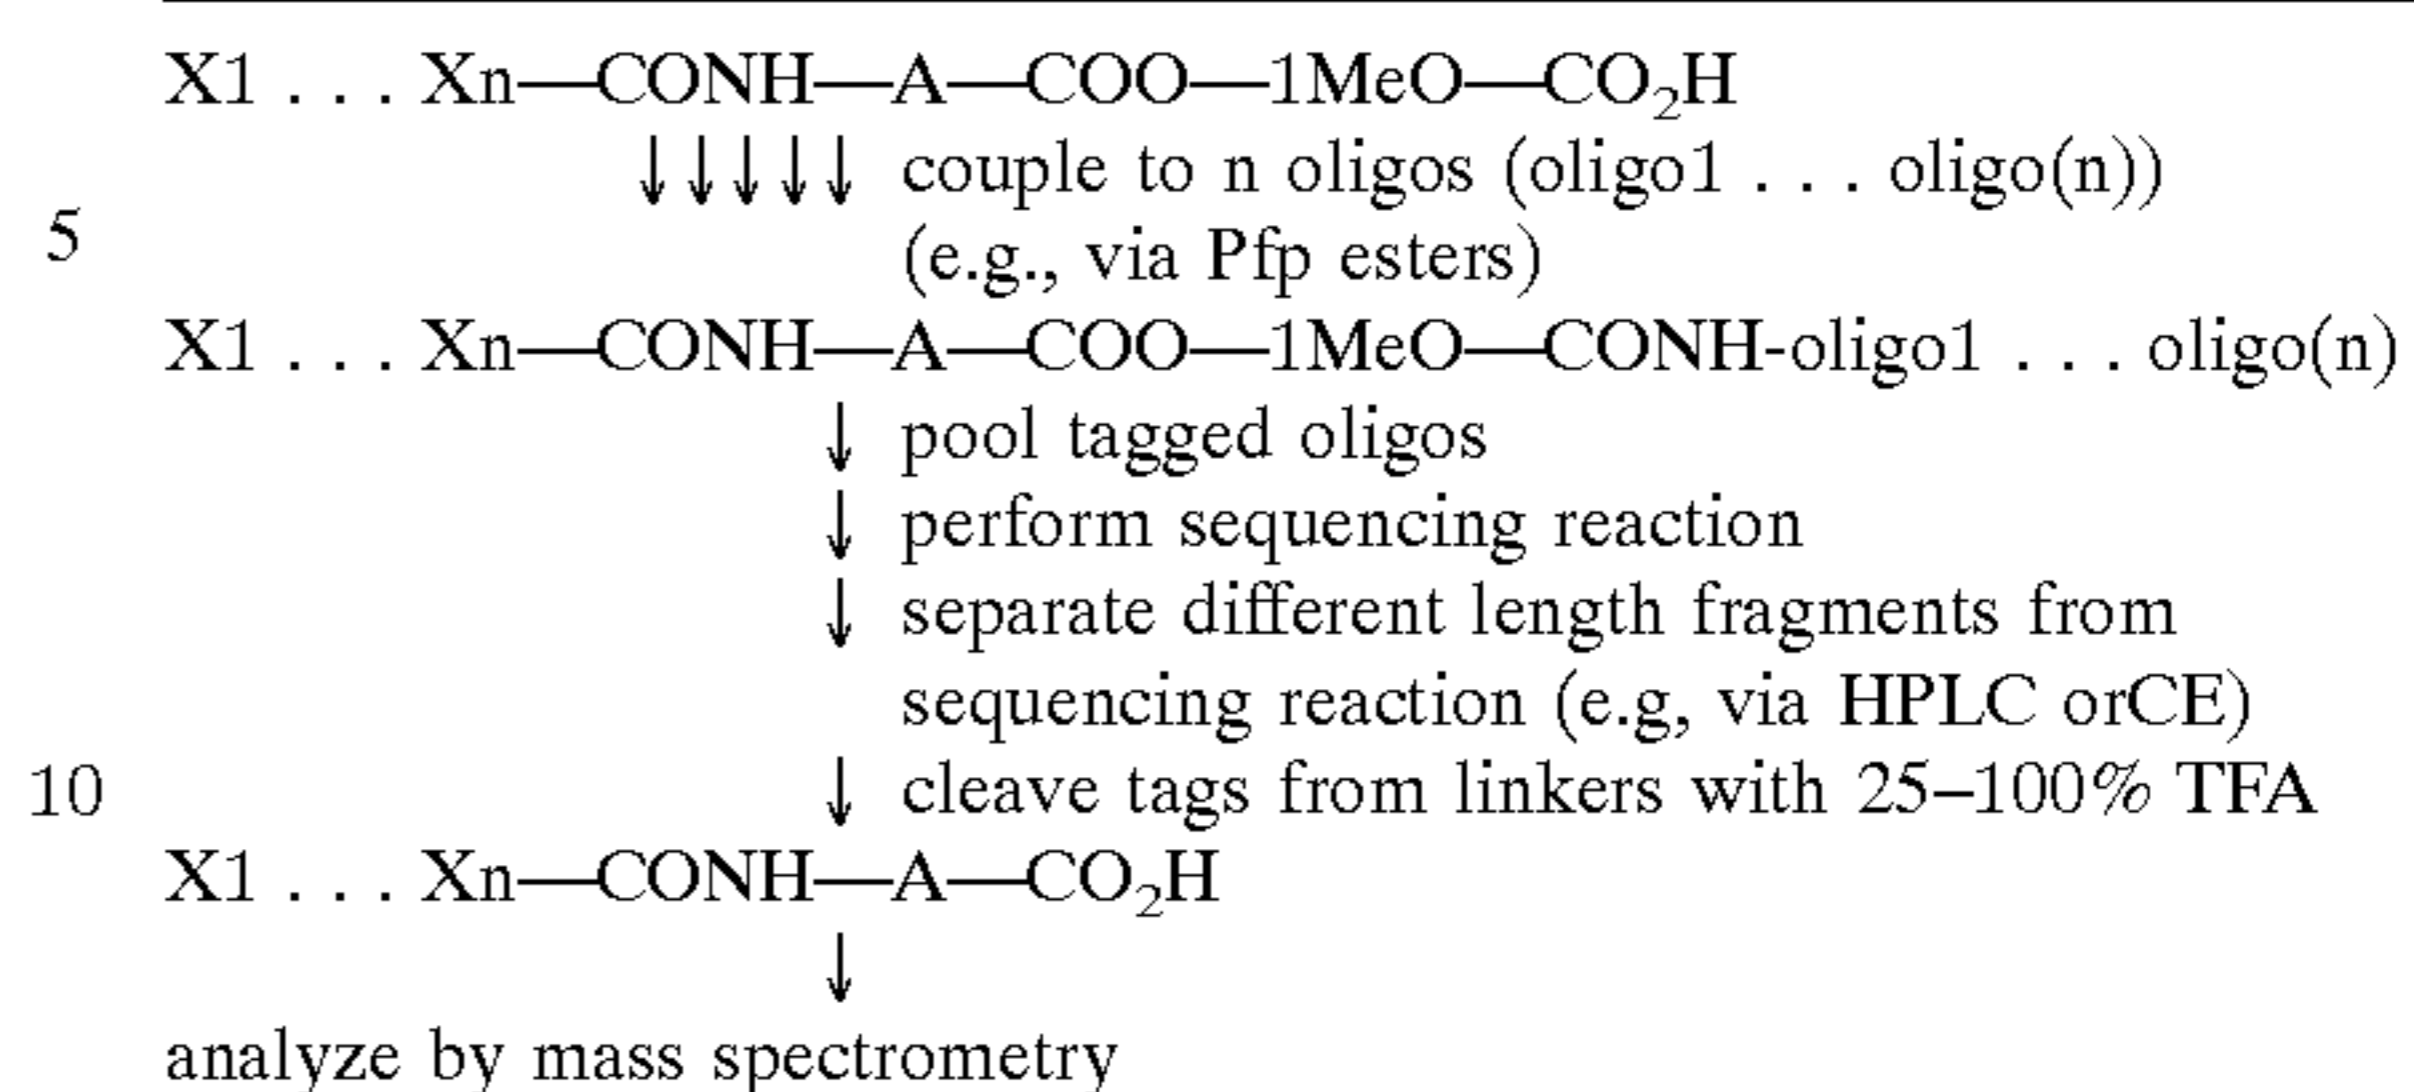 X1 . . . Xn—CONH—A—COO—1MeO—CO₂H
↓↓↓↓↓ couple to n oligos (oligo1 . . . oligo(n))
5
(e.g., via Pfp esters)
X1 . . . Xn—CONH—A—COO—1MeO—CONH-oligo1 . . . oligo(n)
↓ pool tagged oligos
↓ perform sequencing reaction
↓ separate different length fragments from
sequencing reaction (e.g, via HPLC orCE)
10 ↓ cleave tags from linkers with 25–100% TFA
X1 . . . Xn—CONH—A—CO₂H
↓
analyze by mass spectrometry